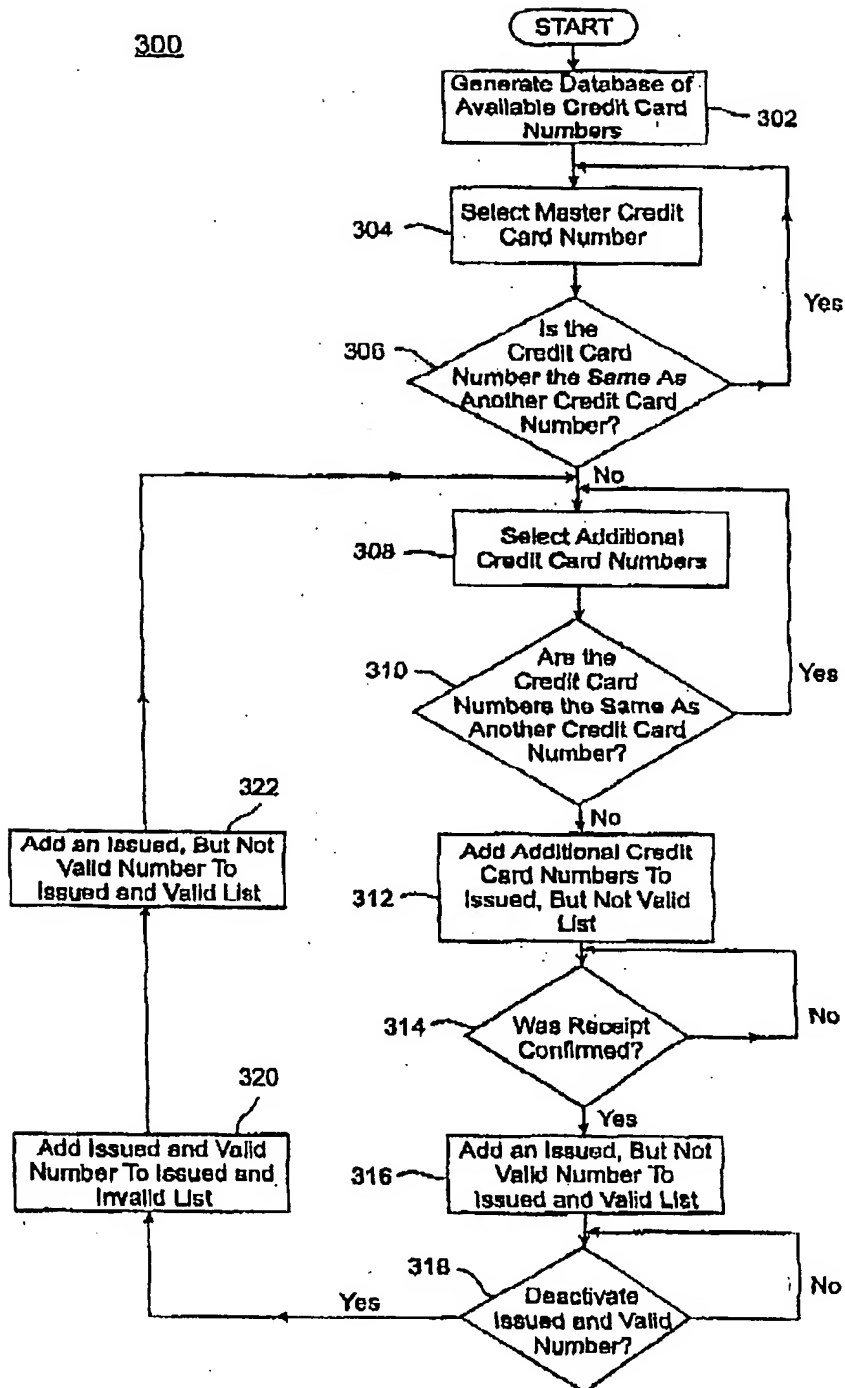 300
START
Generate Database of
Available Credit Card
Numbers
302
304
Select Master Credit
Card Number
Yes
306
Is the
Credit Card
Number the Same As
Another Credit Card
Number?
No
308
Select Additional
Credit Card Numbers
310
Are the
Credit Card
Numbers the Same As
Another Credit Card
Number?
Yes
No
322
Add an Issued, But Not
Valid Number To
Issued and Valid List
312
Add Additional Credit
Card Numbers To
Issued, But Not Valid
List
314
Was Receipt
Confirmed?
No
Yes
320
Add Issued and Valid
Number To Issued and
Invalid List
316
Add an Issued, But Not
Valid Number To
Issued and Valid List
318
Yes
Deactivate
Issued and Valid
Number?
No